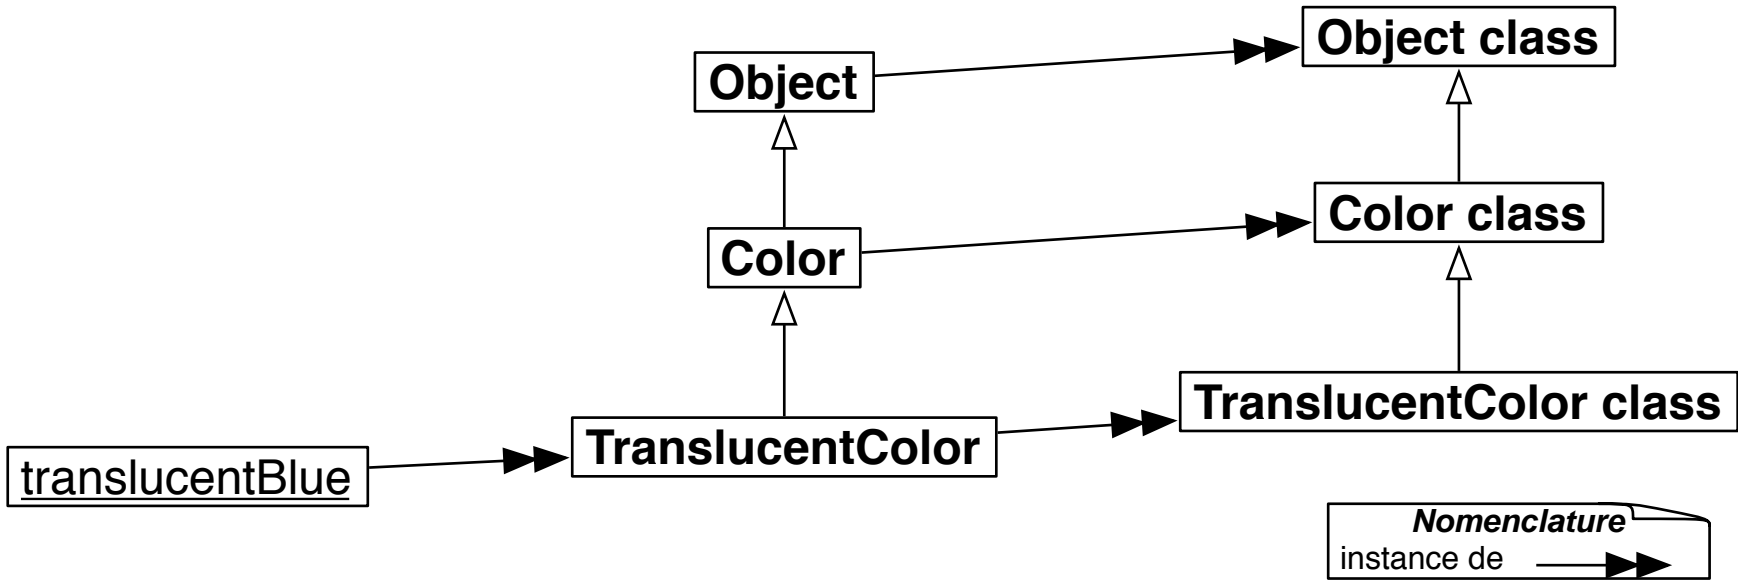 Object class
Object
Color class
Color
TranslucentColor class
TranslucentColor
translucentBlue
Nomenclature
instance de